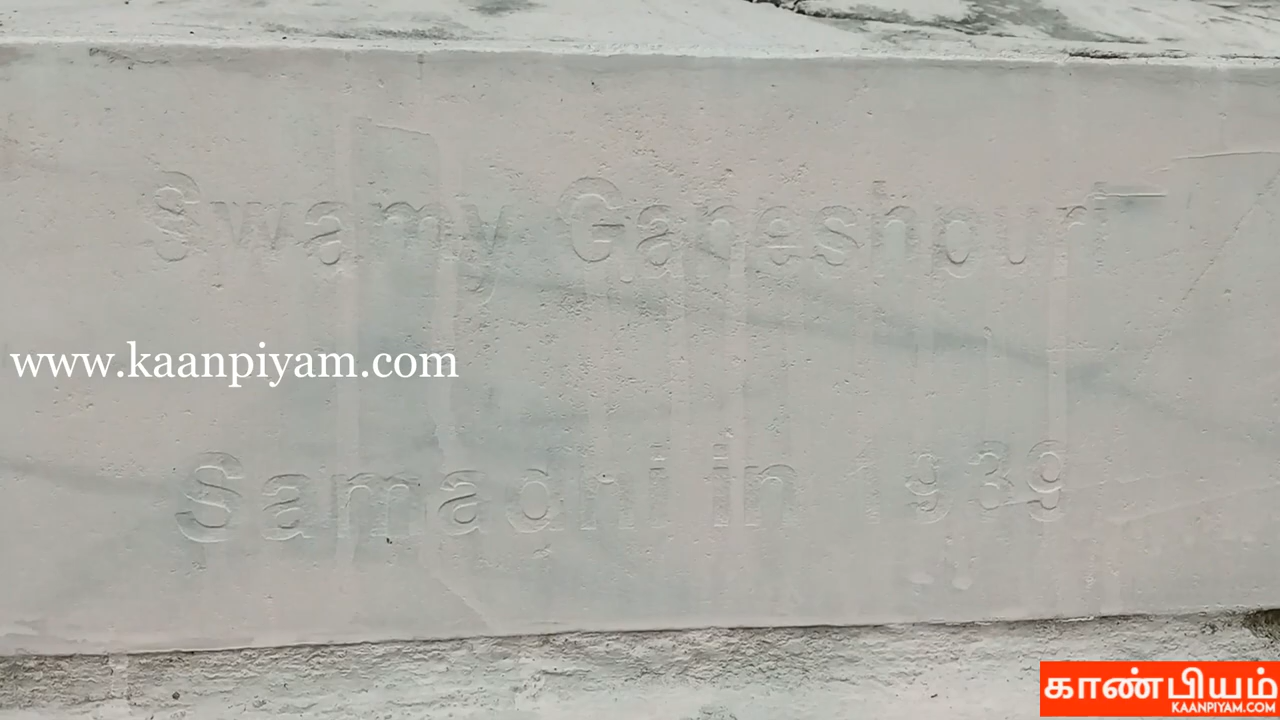 Swamy Ganeshpuri
www.kaanpiyam.com
Samadhi in 1939
காண்பியம்
KAANPIYAM.COM